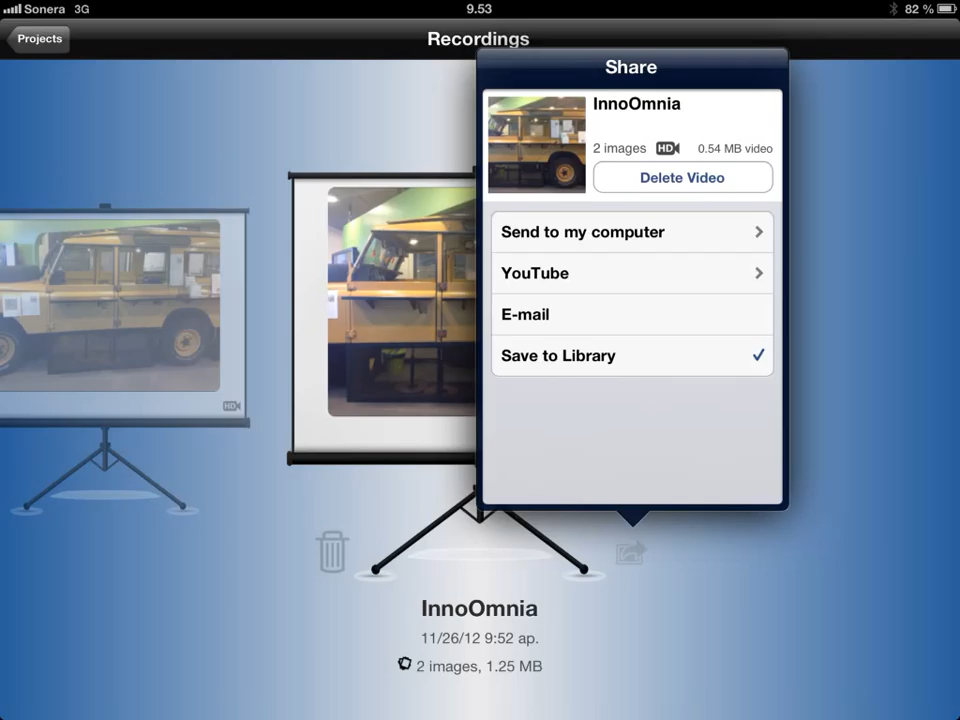 Sonera 3G 9.53 82 %
Projects Recordings
Share
InnoOmnia
2 images HD 0.54 MB video
Delete Video
Send to my computer
YouTube
E-mail
Save to Library
HD
InnoOmnia
11/26/12 9:52 ap.
2 images, 1.25 MB